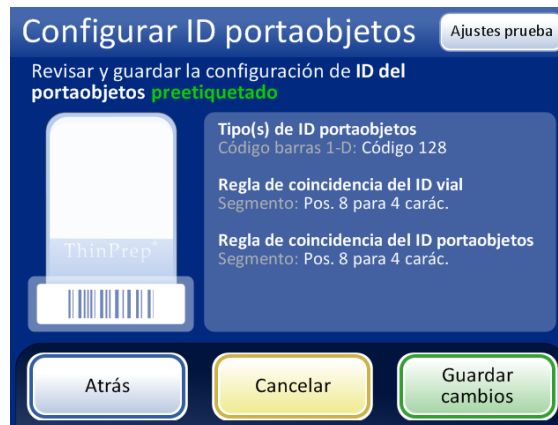 Configurar ID portaobjetos
Ajustes prueba
Revisar y guardar la configuración de ID del
portaobjetos preetiquetado
Tipo(s) de ID portaobjetos
Código barras 1-D: Código 128
Regla de coincidencia del ID vial
Segmento: Pos. 8 para 4 carác.
Regla de coincidencia del ID portaobjetos
Segmento: Pos. 8 para 4 carác.
ThinPrep®
Atrás
Cancelar
Guardar
cambios